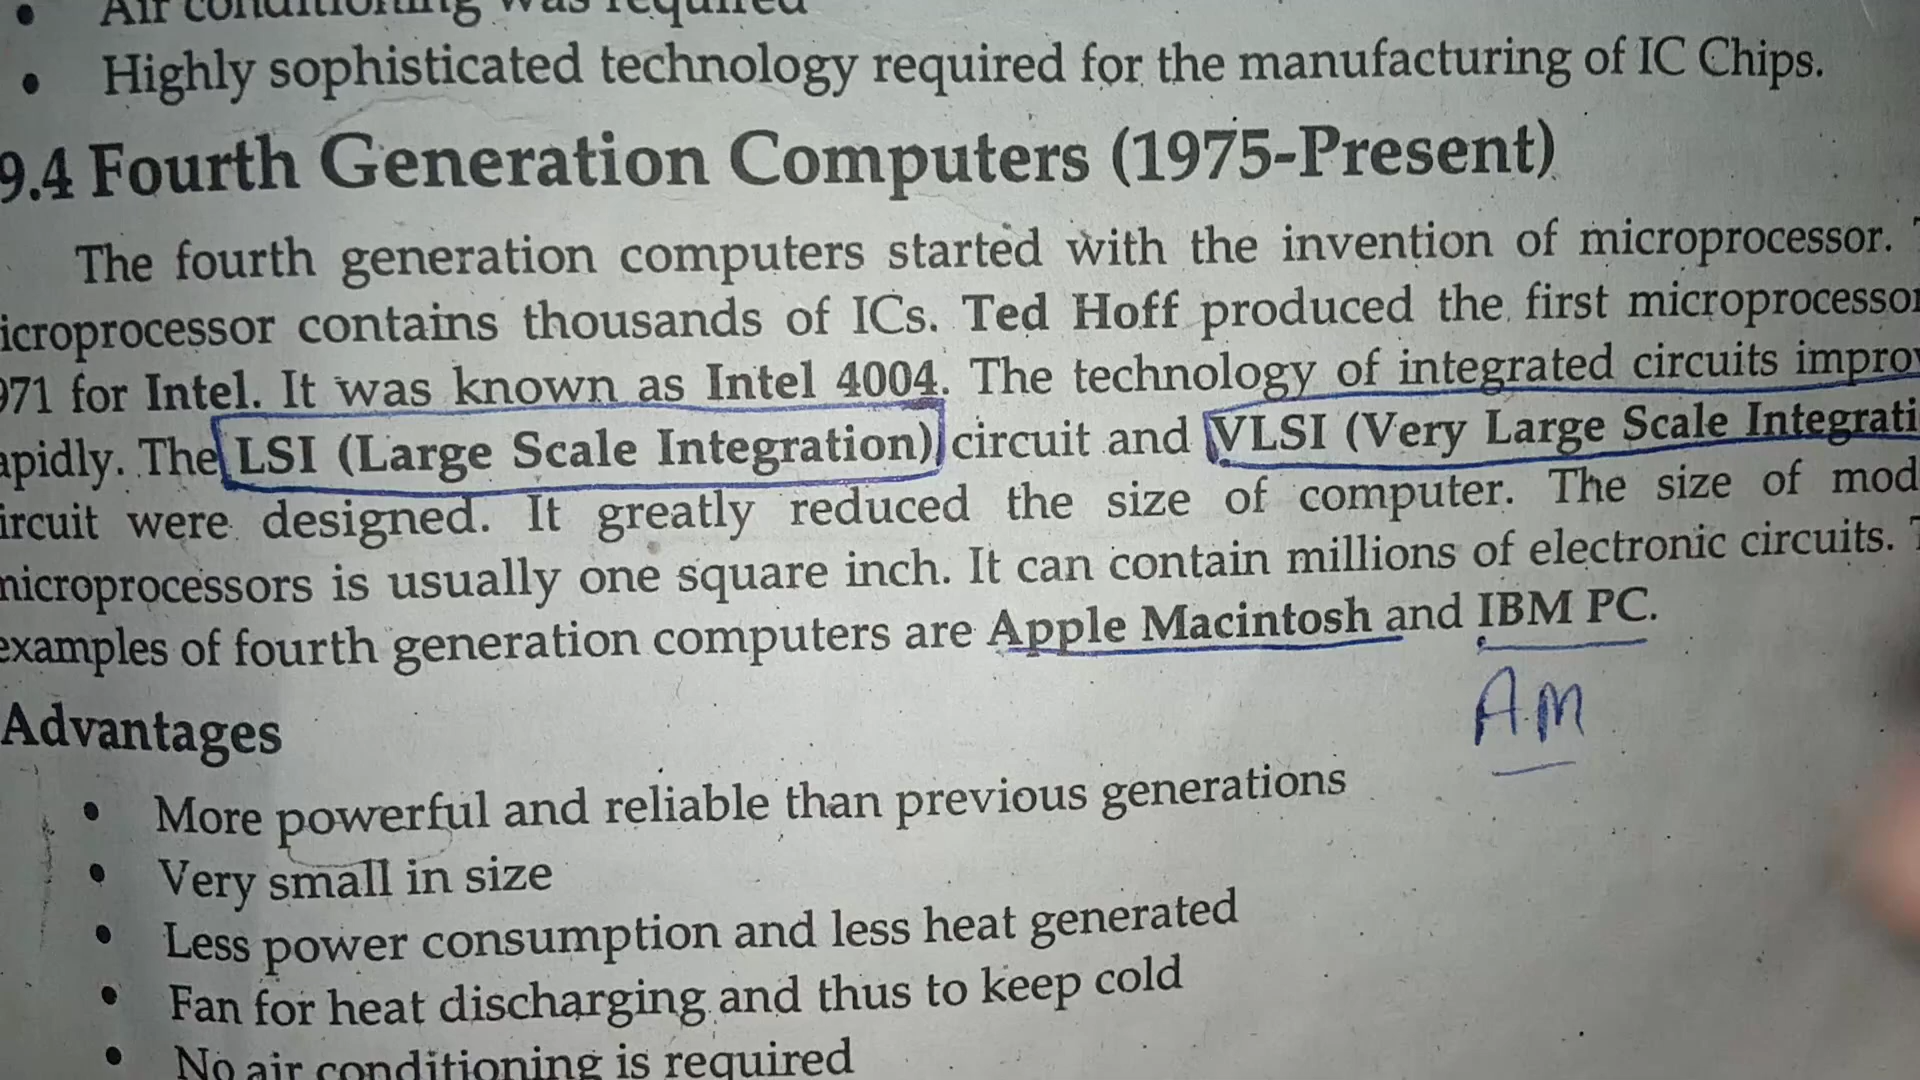 • Air conditioning was required
• Highly sophisticated technology required for the manufacturing of IC Chips.
9.4 Fourth Generation Computers (1975-Present)
The fourth generation computers started with the invention of microprocessor.
icroprocessor contains thousands of ICs. Ted Hoff produced the first microprocessor
971 for Intel. It was known as Intel 4004. The technology of integrated circuits improv
apidly. The LSI (Large Scale Integration) circuit and VLSI (Very Large Scale Integrati
ircuit were designed. It greatly reduced the size of computer. The size of mod
nicroprocessors is usually one square inch. It can contain millions of electronic circuits.
examples of fourth generation computers are Apple Macintosh and IBM PC.
A.M
Advantages
• More powerful and reliable than previous generations
• Very small in size
• Less power consumption and less heat generated
• Fan for heat discharging and thus to keep cold
• No air conditioning is required